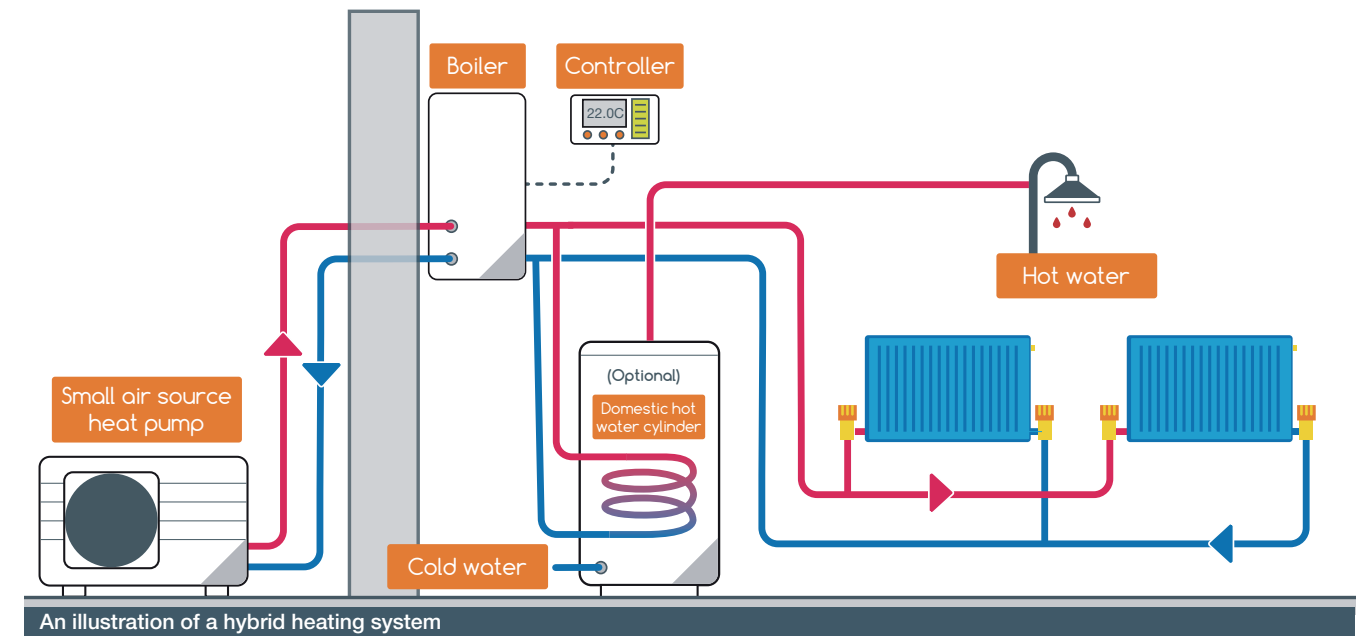 Boiler
Controller
22.0C
Hot water
Small air source
heat pump
(Optional)
Domestic hot
water cylinder
Cold water
An illustration of a hybrid heating system